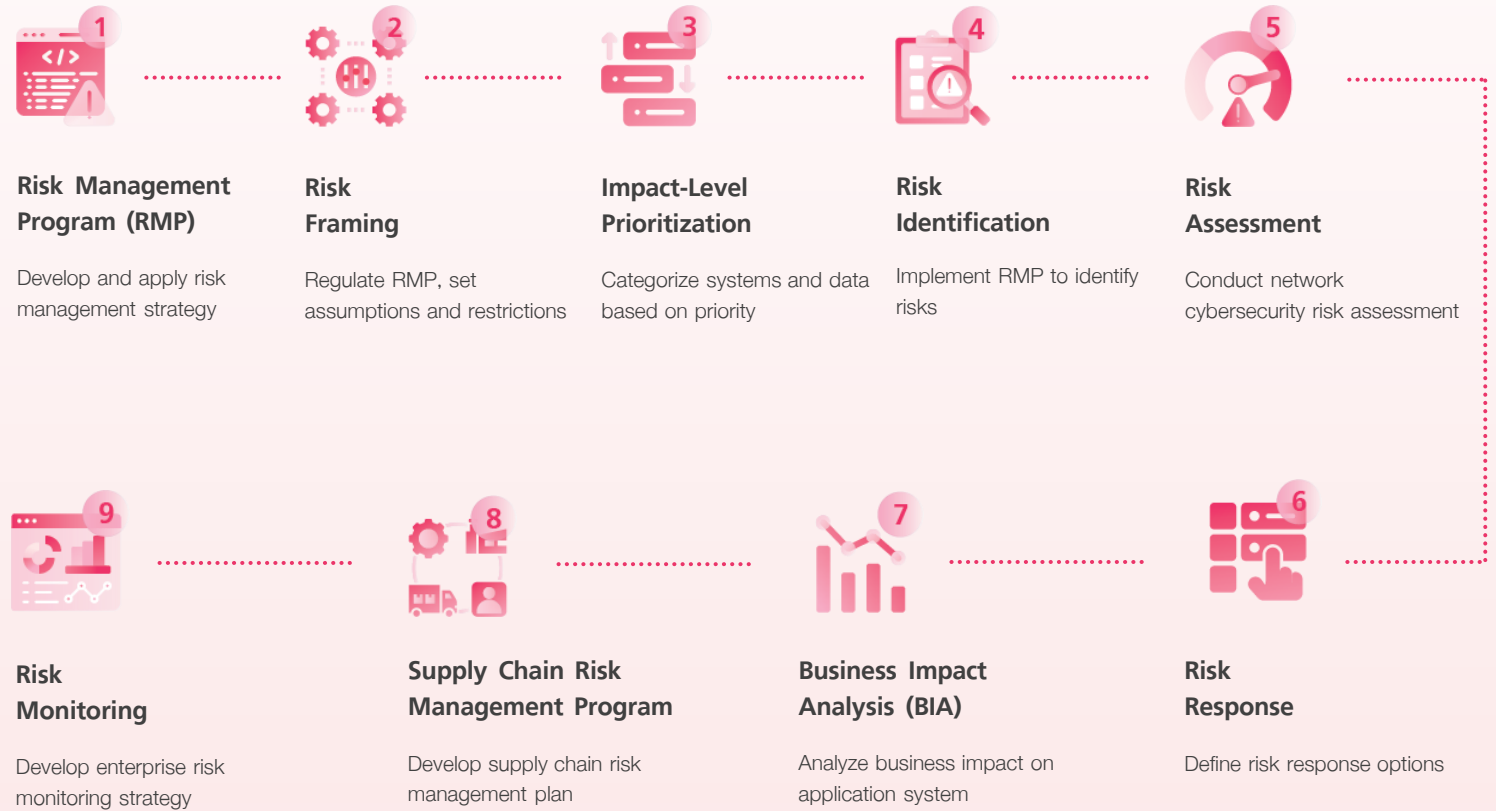 1
Risk Management
Program (RMP)
Develop and apply risk
management strategy
2
Risk
Framing
Regulate RMP, set
assumptions and restrictions
3
Impact-Level
Prioritization
Categorize systems and data
based on priority
4
Risk
Identification
Implement RMP to identify
risks
5
Risk
Assessment
Conduct network
cybersecurity risk assessment
6
Risk
Response
Define risk response options
7
Business Impact
Analysis (BIA)
Analyze business impact on
application system
8
Supply Chain Risk
Management Program
Develop supply chain risk
management plan
9
Risk
Monitoring
Develop enterprise risk
monitoring strategy